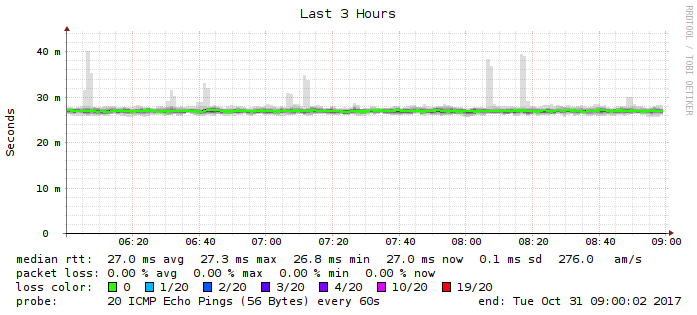 Last 3 Hours
RRDTOOL / TOBI OETIKER
Seconds
40 m
30 m
20 m
10 m
0
06:20 06:40 07:00 07:20 07:40 08:00 08:20 08:40 09:00
median rtt: 27.0 ms avg 27.3 ms max 26.8 ms min 27.0 ms now 0.1 ms sd 276.0 am/s
packet loss: 0.00 % avg 0.00 % max 0.00 % min 0.00 % now
loss color: 0 1/20 2/20 3/20 4/20 10/20 19/20
probe: 20 ICMP Echo Pings (56 Bytes) every 60s end: Tue Oct 31 09:00:02 2017